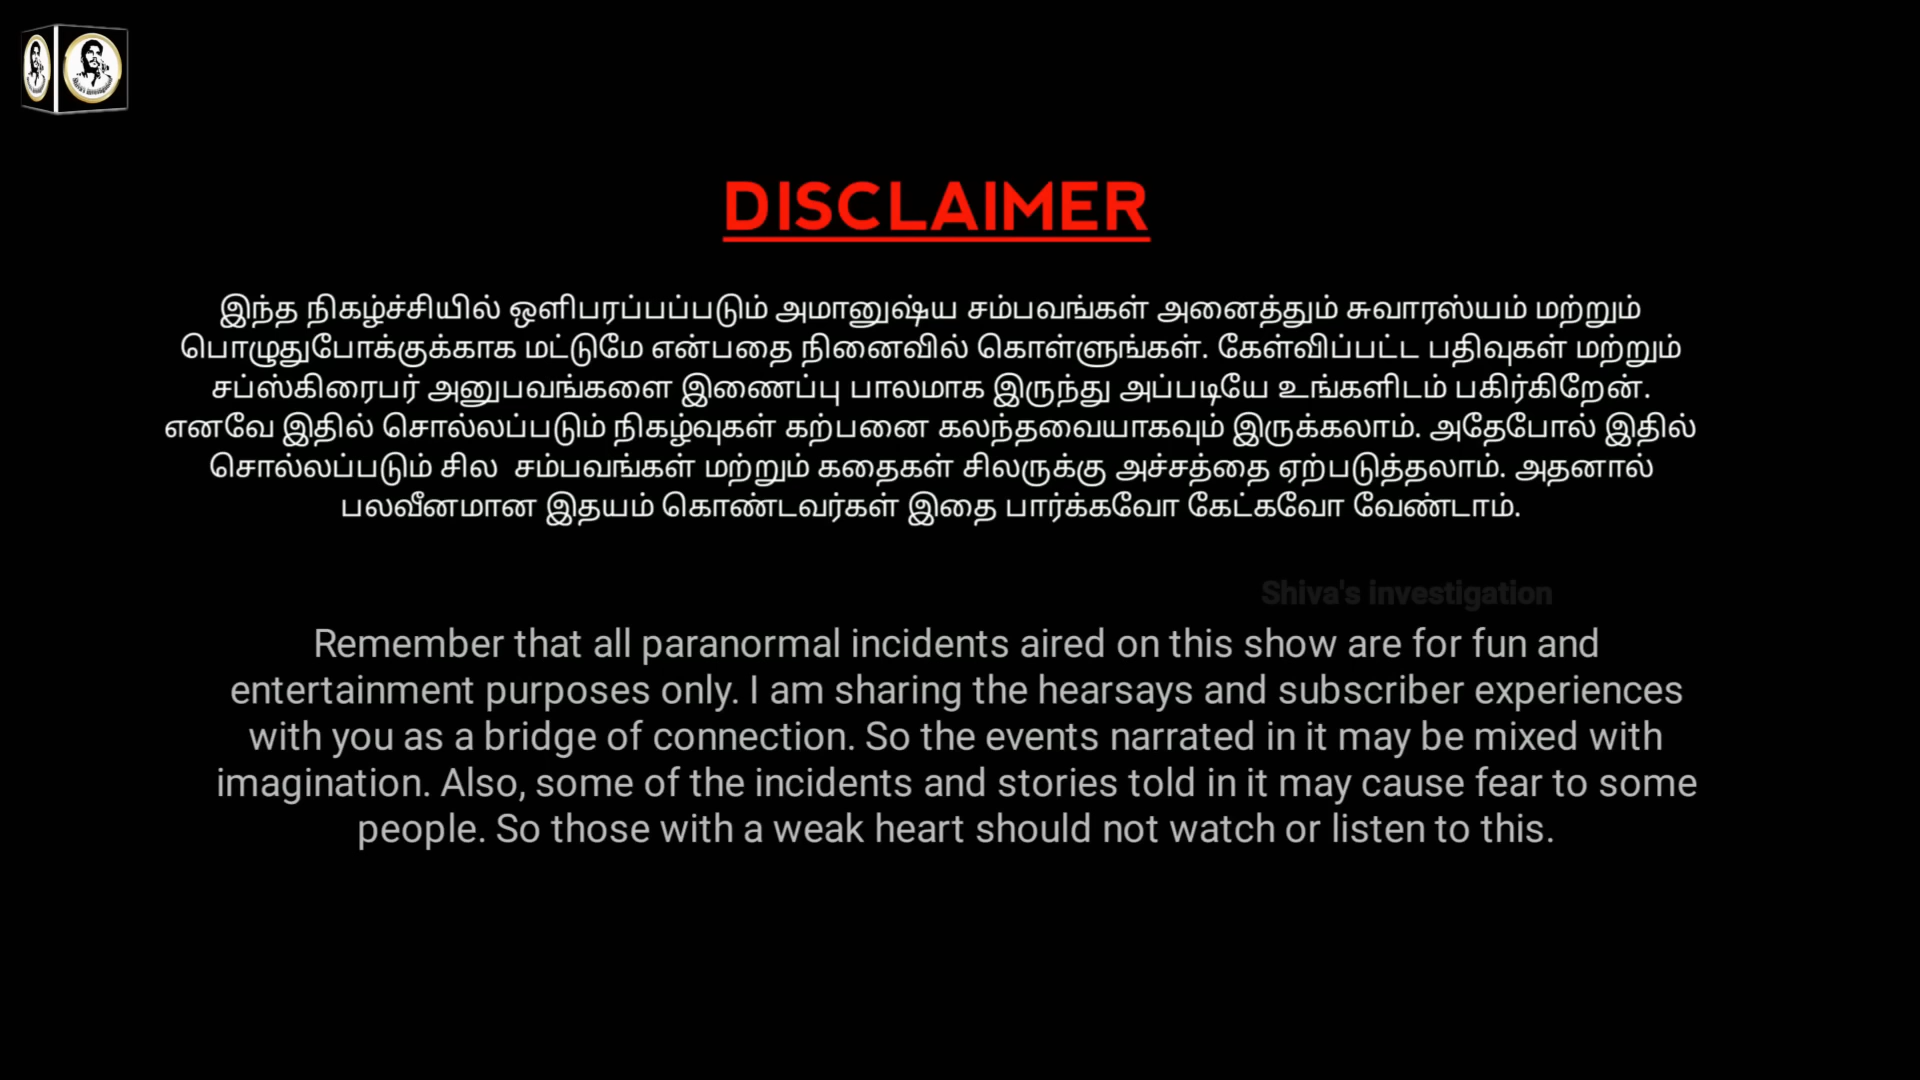 DISCLAIMER
இந்த நிகழ்ச்சியில் ஒளிபரப்பப்படும் அமானுஷ்ய சம்பவங்கள் அனைத்தும் சுவாரஸ்யம் மற்றும்
பொழுதுபோக்குக்காக மட்டுமே என்பதை நினைவில் கொள்ளுங்கள். கேள்விப்பட்ட பதிவுகள் மற்றும்
சப்ஸ்கிரைபர் அனுபவங்களை இணைப்பு பாலமாக இருந்து அப்படியே உங்களிடம் பகிர்கிறேன்.
எனவே இதில் சொல்லப்படும் நிகழ்வுகள் கற்பனை கலந்தவையாகவும் இருக்கலாம். அதேபோல் இதில்
சொல்லப்படும் சில சம்பவங்கள் மற்றும் கதைகள் சிலருக்கு அச்சத்தை ஏற்படுத்தலாம். அதனால்
பலவீனமான இதயம் கொண்டவர்கள் இதை பார்க்கவோ கேட்கவோ வேண்டாம்.
Shiva's investigation
Remember that all paranormal incidents aired on this show are for fun and
entertainment purposes only. I am sharing the hearsays and subscriber experiences
with you as a bridge of connection. So the events narrated in it may be mixed with
imagination. Also, some of the incidents and stories told in it may cause fear to some
people. So those with a weak heart should not watch or listen to this.